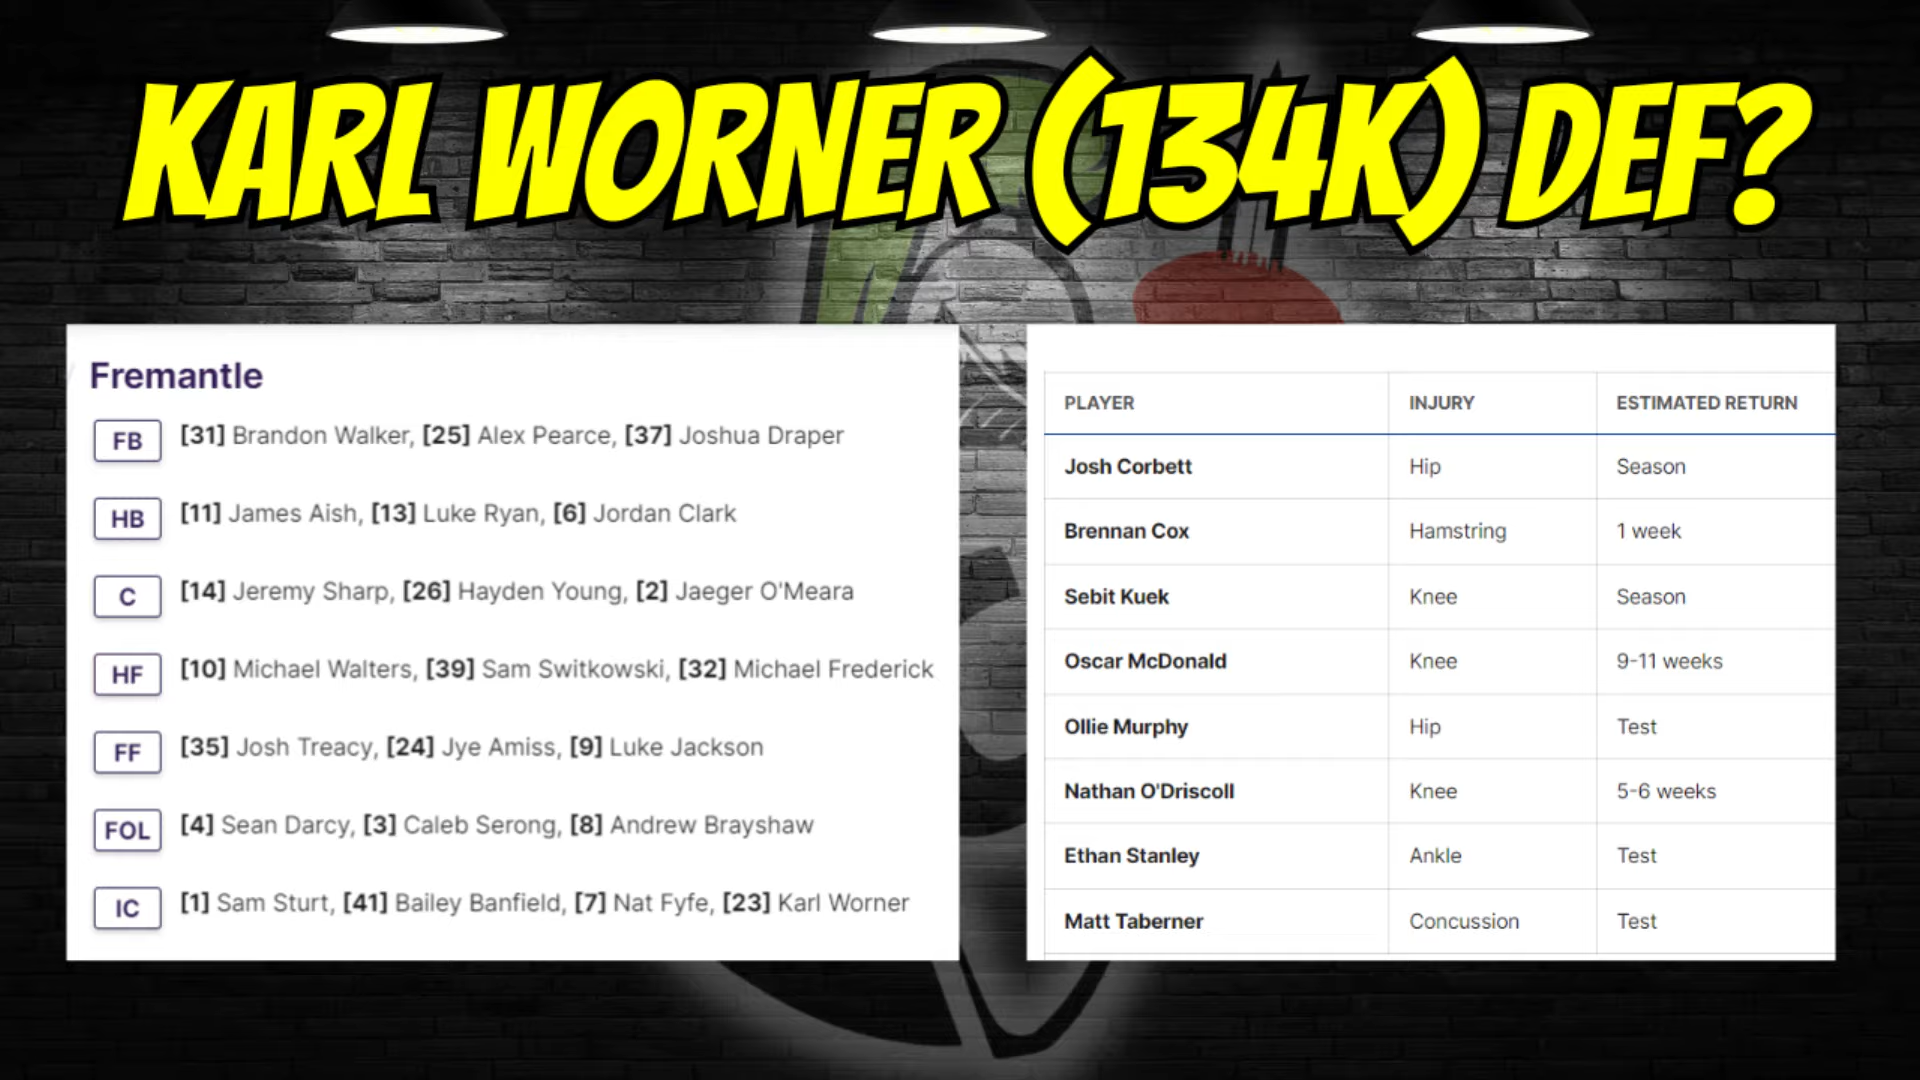 KARL WORNER (134K) DEF?
Fremantle
FB [31] Brandon Walker, [25] Alex Pearce, [37] Joshua Draper
HB [11] James Aish, [13] Luke Ryan, [6] Jordan Clark
C [14] Jeremy Sharp, [26] Hayden Young, [2] Jaeger O'Meara
HF [10] Michael Walters, [39] Sam Switkowski, [32] Michael Frederick
FF [35] Josh Treacy, [24] Jye Amiss, [9] Luke Jackson
FOL [4] Sean Darcy, [3] Caleb Serong, [8] Andrew Brayshaw
IC [1] Sam Sturt, [41] Bailey Banfield, [7] Nat Fyfe, [23] Karl Worner
PLAYER INJURY ESTIMATED RETURN
Josh Corbett Hip Season
Brennan Cox Hamstring 1 week
Sebit Kuek Knee Season
Oscar McDonald Knee 9-11 weeks
Ollie Murphy Hip Test
Nathan O'Driscoll Knee 5-6 weeks
Ethan Stanley Ankle Test
Matt Taberner Concussion Test